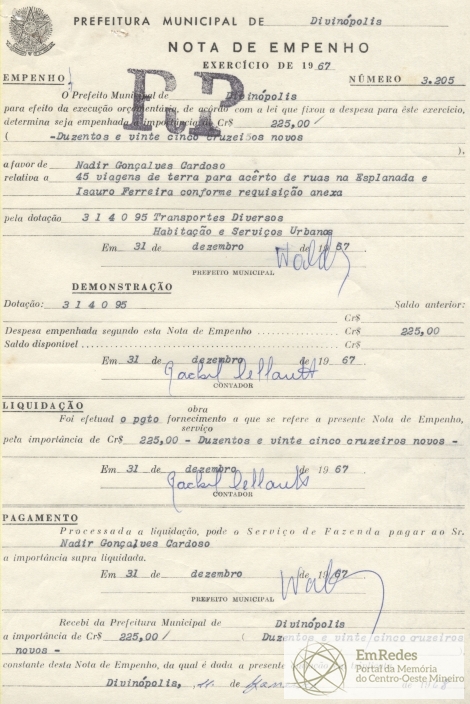 PREFEITURA MUNICIPAL DE Divinópolis
NOTA DE EMPENHO
EXERCÍCIO DE 1967
EMPENHO NÚMERO 3.205
O Prefeito Municipal de Divinópolis
para efeito da execução orçamentária, de acôrdo com a lei que fixou a despesa para êste exercício,
determina seja empenhada a importância de Cr$ 225,00/
( -Duzentos e vinte cinco cruzeiros novos
),
a favor de Nadir Gonçalves Cardoso
relativa a 45 viagens de terra para acêrto de ruas na Esplanada e
Isauro Ferreira conforme requisição anexa
pela dotação 3 1 4 0 95 Transportes Diversos
Habitação e Serviços Urbanos
Em 31 de dezembro de 1967
PREFEITO MUNICIPAL
DEMONSTRAÇÃO
Dotação: 3 1 4 0 95 Saldo anterior:
Cr$
Despesa empenhada segundo esta Nota de Empenho Cr$ 225,00
Saldo disponível Cr$
Em 31 de dezembro de 1967
CONTADOR
LIQUIDAÇÃO
obra
Foi efetuad o pgto fornecimento a que se refere a presente Nota de Empenho,
serviço
pela importância de Cr$ 225,00 - Duzentos e vinte cinco cruzeiros novos -
Em 31 de dezembro de 1967
CONTADOR
PAGAMENTO
Processada a liquidação, pode o Serviço de Fazenda pagar ao Sr.
Nadir Gonçalves Cardoso
a importância supra liquidada.
Em 31 de dezembro de 1967
PREFEITO MUNICIPAL
Recebi da Prefeitura Municipal de Divinópolis
a importância de Cr$ 225,00/ ( Duzentos e vinte/cinco cruzeiros
novos -
constante desta Nota de Empenho, da qual é dada a presente
Divinópolis, de de 1968
EmRedes
Portal da Memória
do Centro-Oeste Mineiro